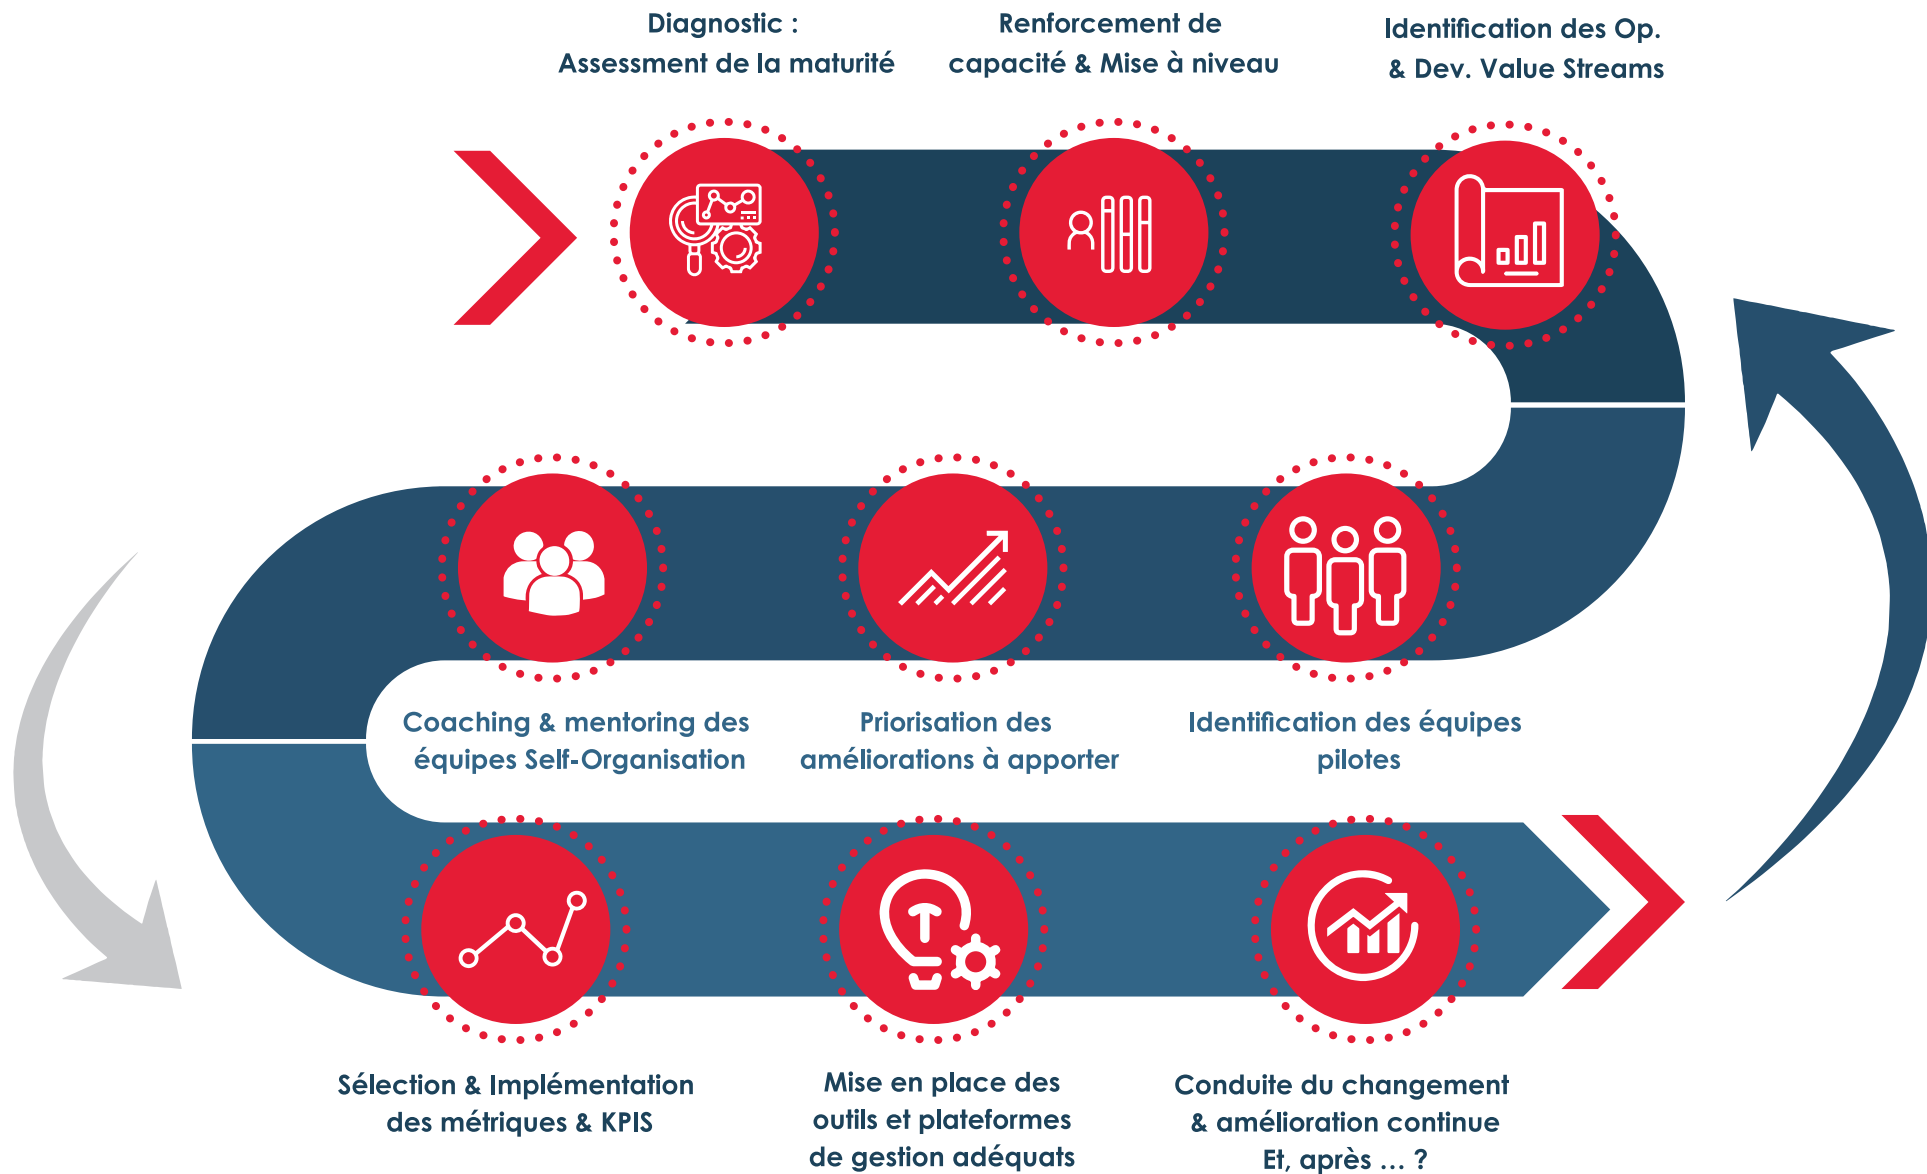 Diagnostic :
Assessment de la maturité
Renforcement de
capacité & Mise à niveau
Identification des Op.
& Dev. Value Streams
Coaching & mentoring des
équipes Self-Organisation
Priorisation des
améliorations à apporter
Identification des équipes
pilotes
Sélection & Implémentation
des métriques & KPIS
Mise en place des
outils et plateformes
de gestion adéquats
Conduite du changement
& amélioration continue
Et, après ... ?